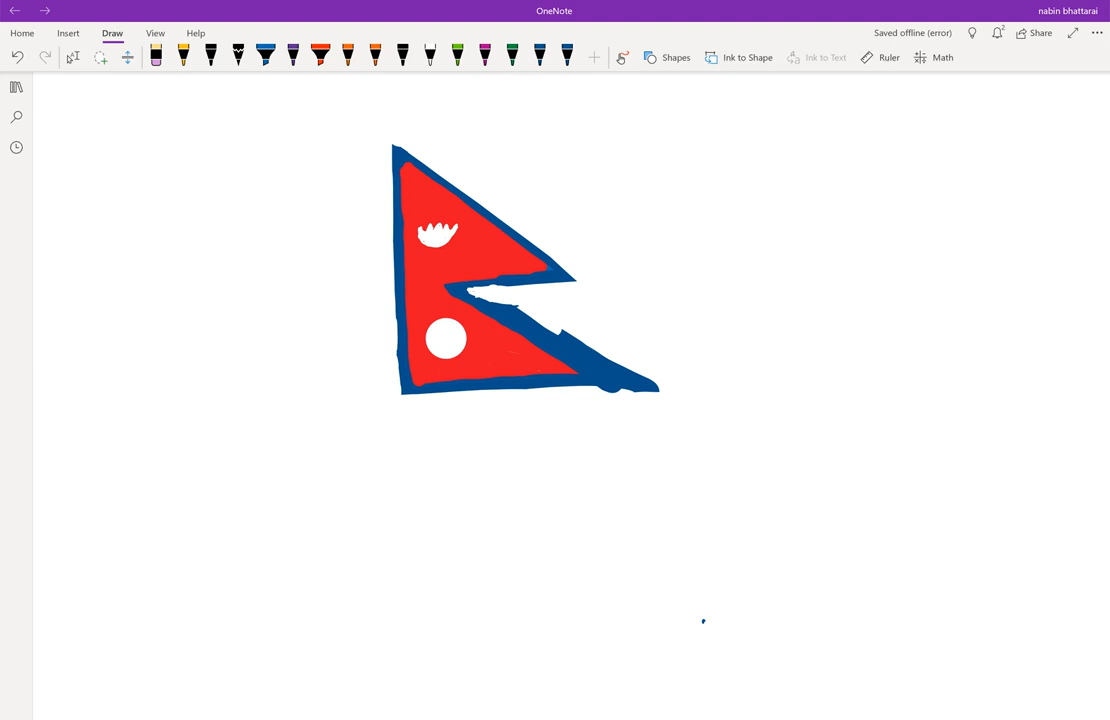 OneNote
nabin bhattarai
Home Insert Draw View Help
Saved offline (error)
2
Share
Shapes
Ink to Shape
Ink to Text
Ruler
Math